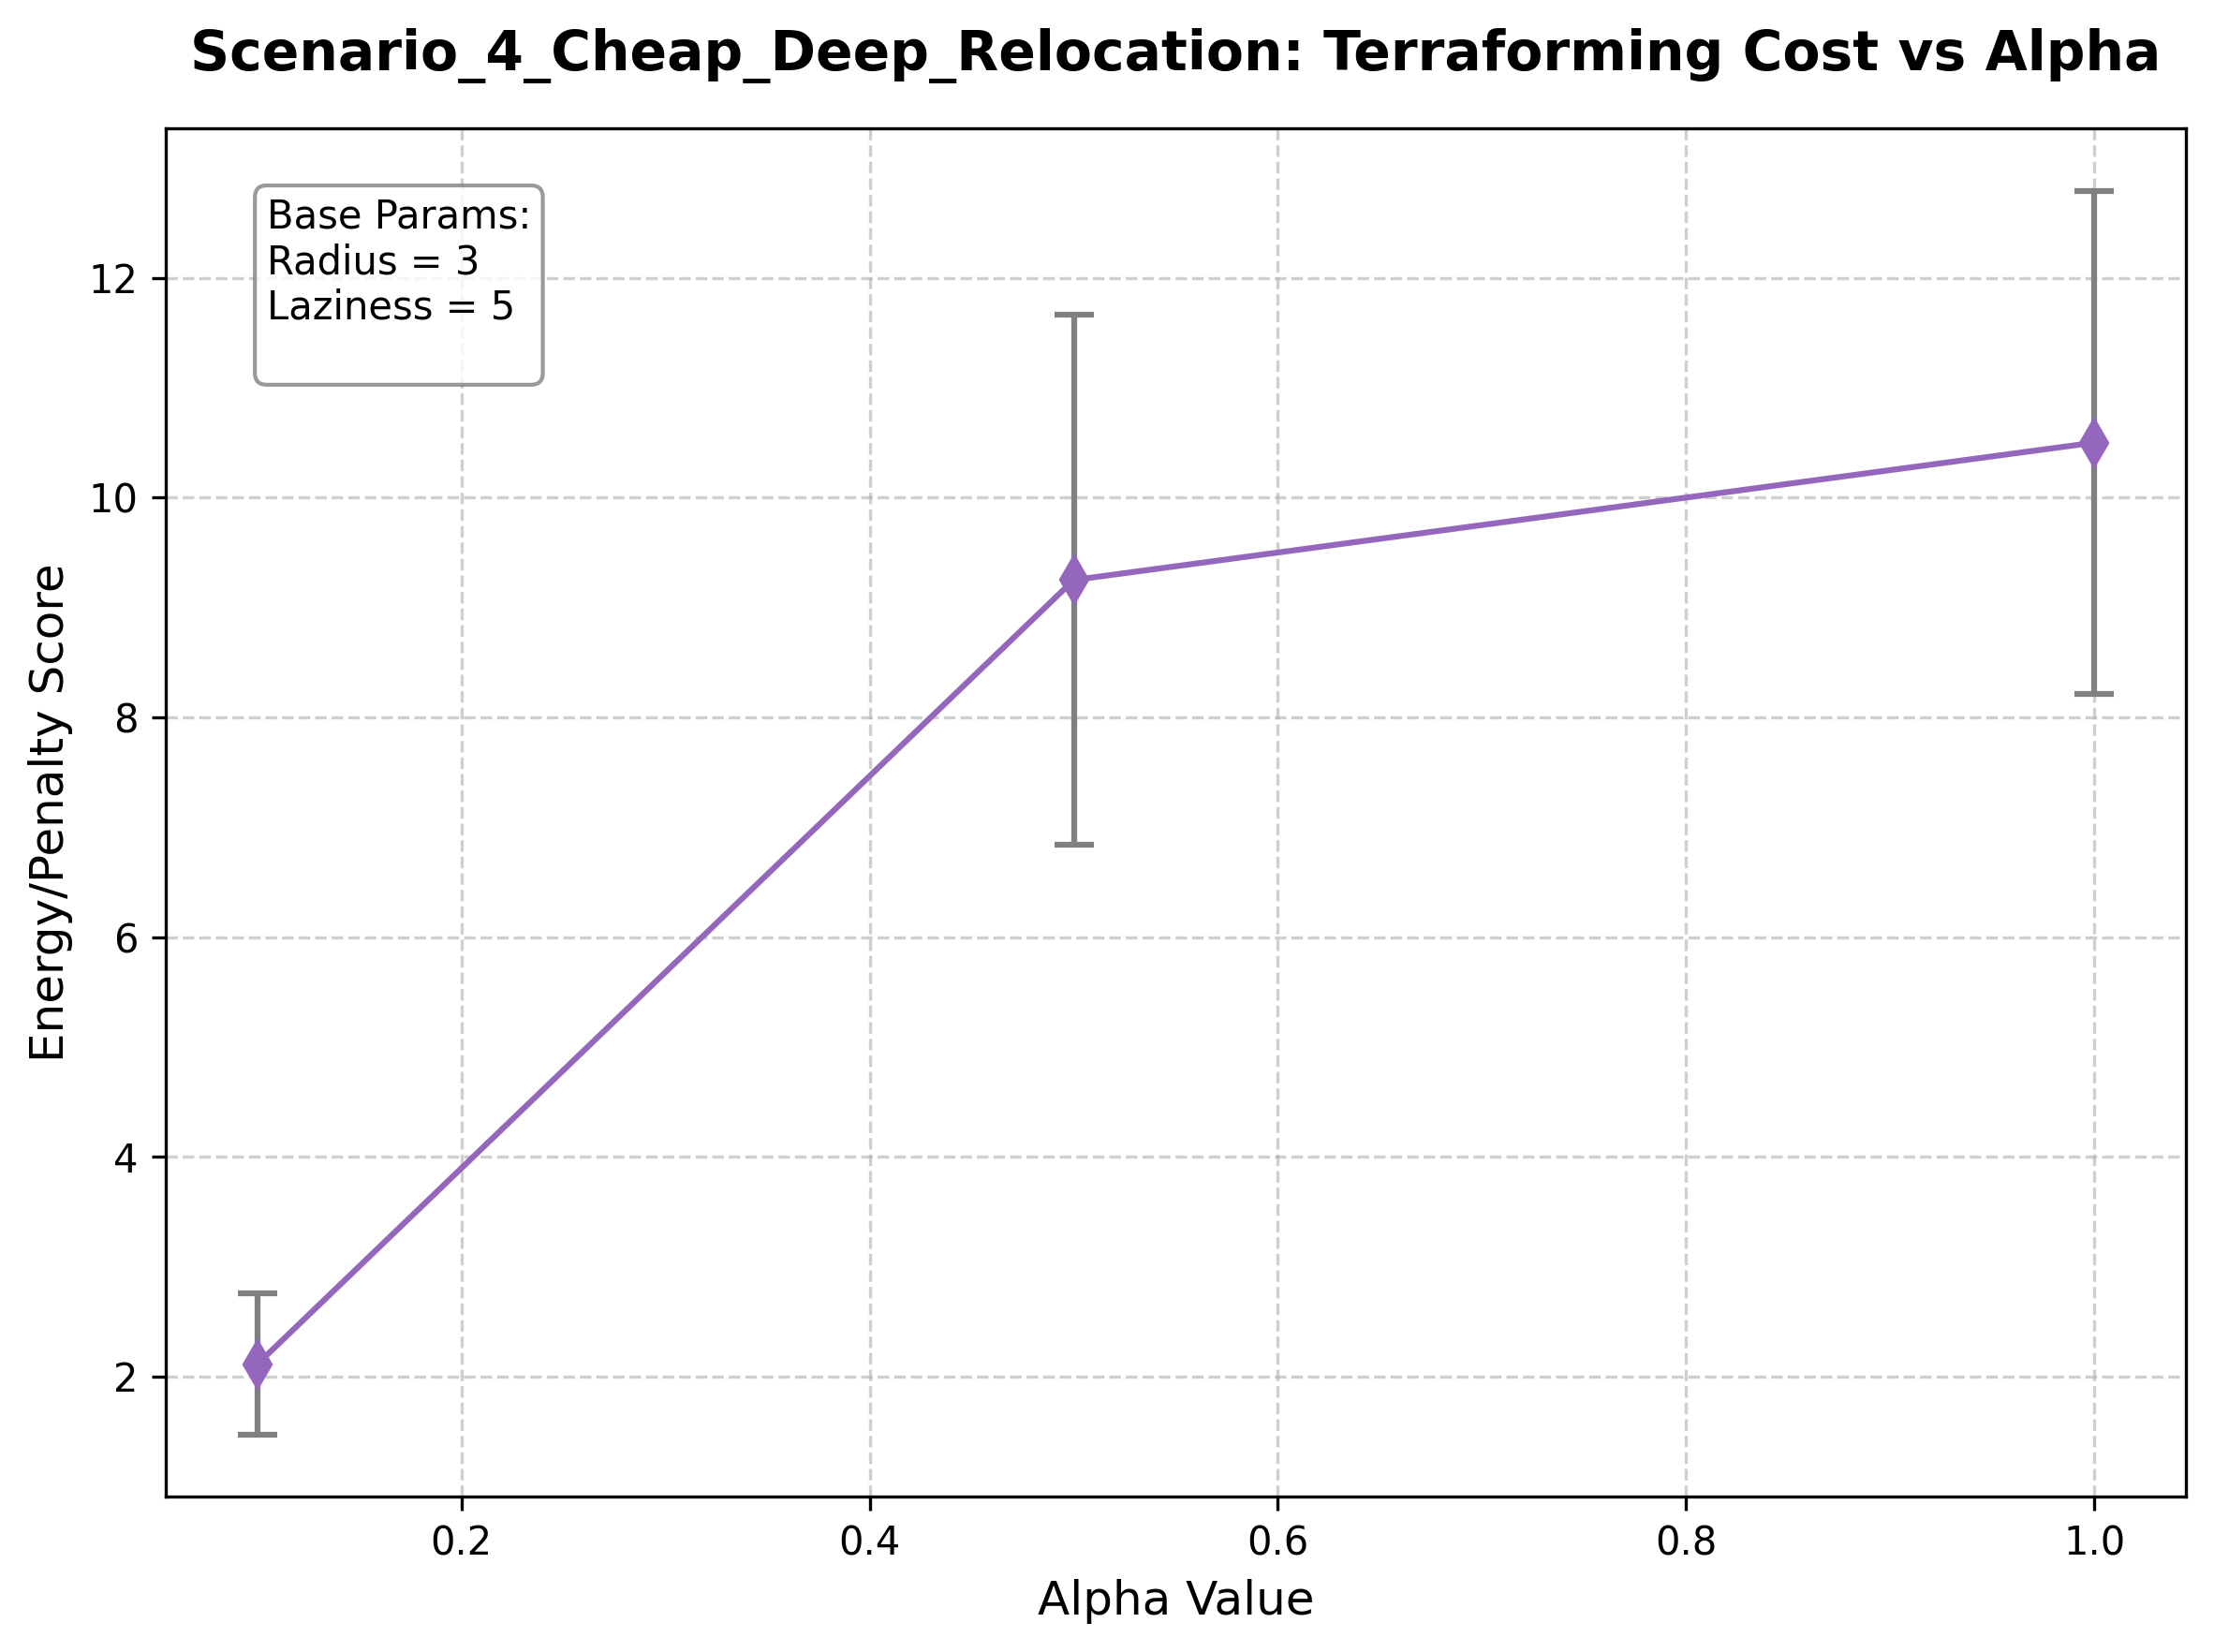 Scenario_4_Cheap_Deep_Relocation: Terraforming Cost vs Alpha
Base Params:
Radius = 3
Laziness = 5
Energy/Penalty Score
12
10
8
6
4
2
0.2 0.4 0.6 0.8 1.0
Alpha Value